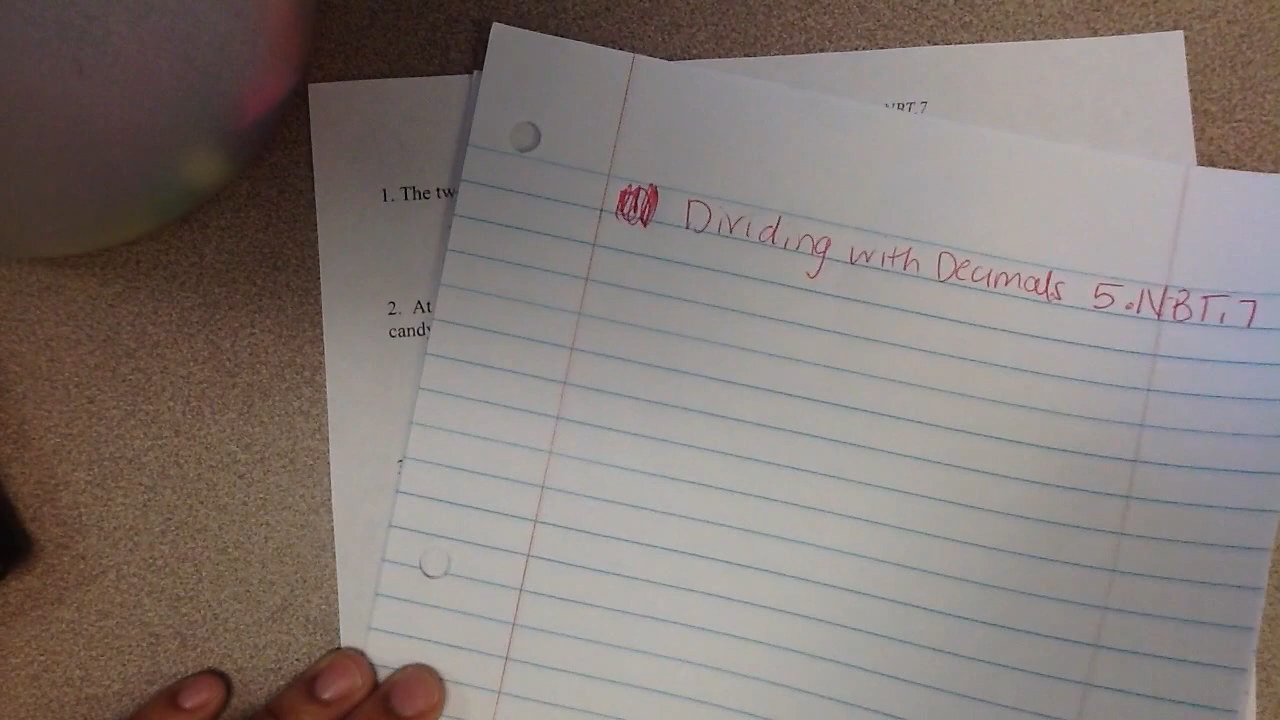 NBT.7
1. The tw
Dividing with Decimals 5.NBT.7
2. At
candy